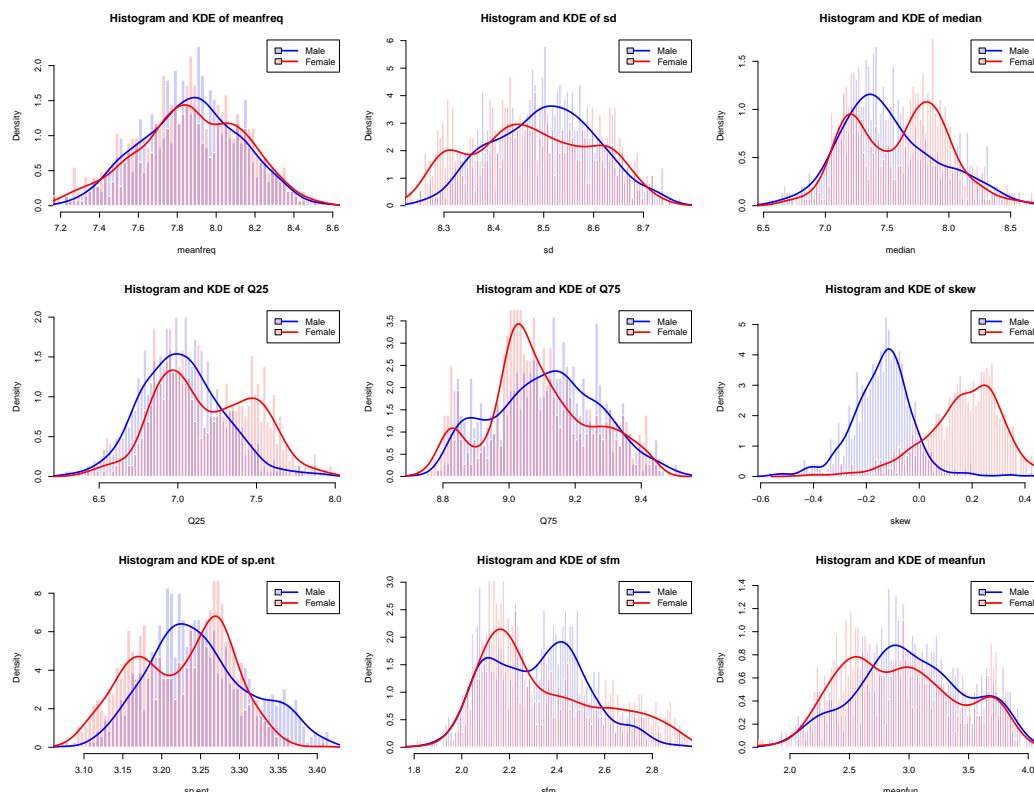 Histogram and KDE of meanfreq
Male
Female
Density
0.0 0.5 1.0 1.5 2.0
7.2 7.4 7.6 7.8 8.0 8.2 8.4 8.6
meanfreq
Histogram and KDE of sd
Male
Female
Density
0 1 2 3 4 5 6
8.3 8.4 8.5 8.6 8.7
sd
Histogram and KDE of median
Male
Female
Density
0.0 0.5 1.0 1.5
6.5 7.0 7.5 8.0 8.5
median
Histogram and KDE of Q25
Male
Female
Density
0.0 0.5 1.0 1.5 2.0
6.5 7.0 7.5 8.0
Q25
Histogram and KDE of Q75
Male
Female
Density
0.0 0.5 1.0 1.5 2.0 2.5 3.0 3.5
8.8 9.0 9.2 9.4
Q75
Histogram and KDE of skew
Male
Female
Density
0 1 2 3 4 5
−0.6 −0.4 −0.2 0.0 0.2 0.4
skew
Histogram and KDE of sp.ent
Male
Female
Density
0 2 4 6 8
3.10 3.15 3.20 3.25 3.30 3.35 3.40
sp.ent
Histogram and KDE of sfm
Male
Female
Density
0.0 0.5 1.0 1.5 2.0 2.5 3.0
1.8 2.0 2.2 2.4 2.6 2.8
sfm
Histogram and KDE of meanfun
Male
Female
Density
0.0 0.2 0.4 0.6 0.8 1.0 1.2 1.4
2.0 2.5 3.0 3.5 4.0
meanfun